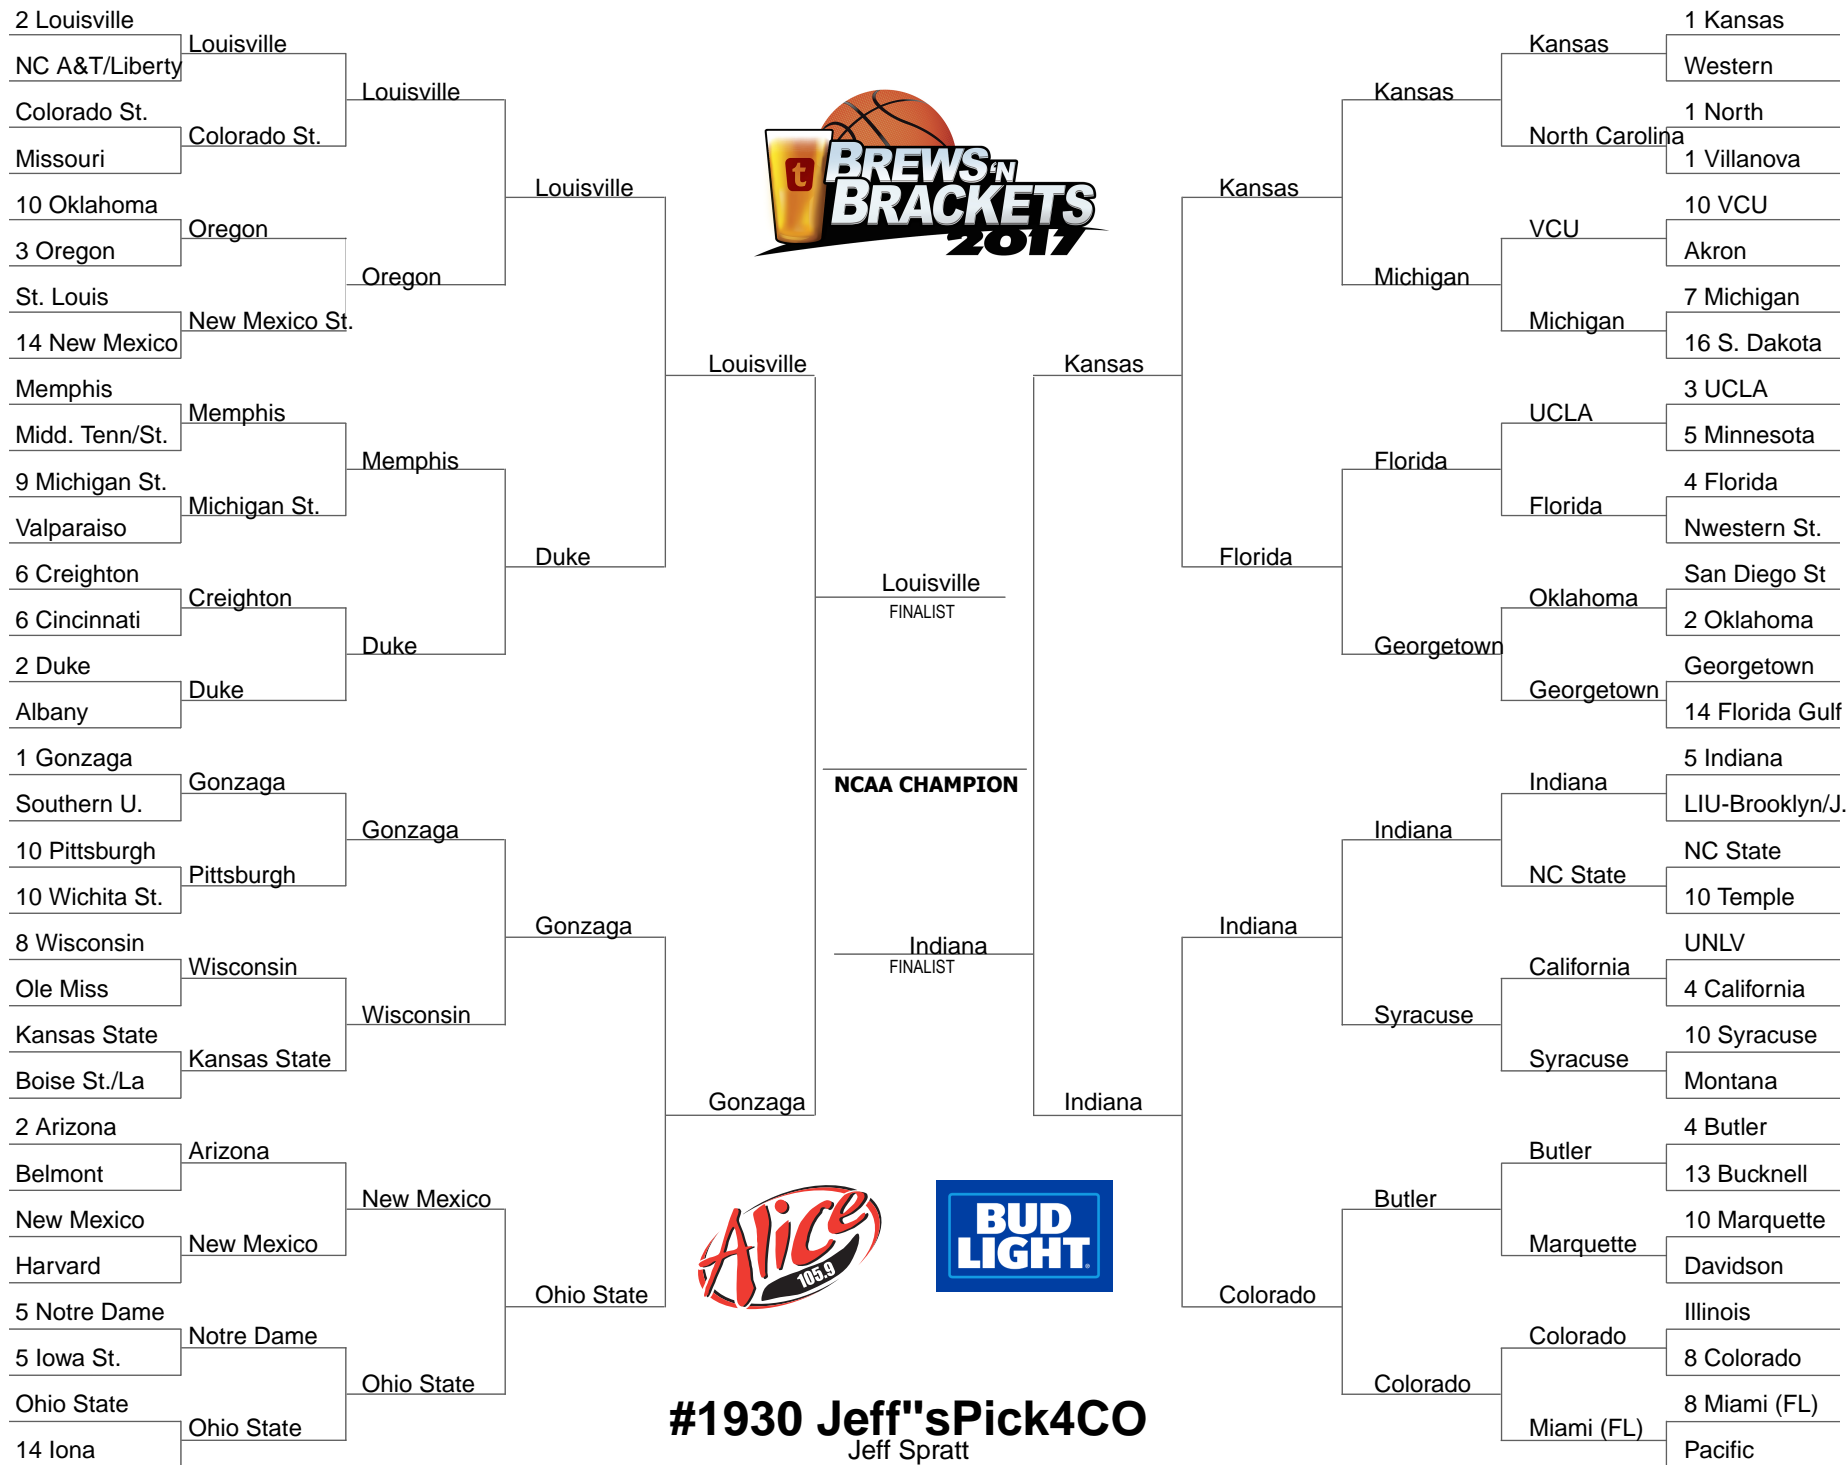 2 Louisville
NC A&T/Liberty
Colorado St.
Missouri
10 Oklahoma
3 Oregon
St. Louis
14 New Mexico
Memphis
Midd. Tenn/St.
9 Michigan St.
Valparaiso
6 Creighton
6 Cincinnati
2 Duke
Albany
1 Gonzaga
Southern U.
10 Pittsburgh
10 Wichita St.
8 Wisconsin
Ole Miss
Kansas State
Boise St./La
2 Arizona
Belmont
New Mexico
Harvard
5 Notre Dame
5 Iowa St.
Ohio State
14 Iona
Louisville
Colorado St.
Oregon
New Mexico St.
Memphis
Michigan St.
Creighton
Duke
Gonzaga
Pittsburgh
Wisconsin
Kansas State
Arizona
New Mexico
Notre Dame
Ohio State
Louisville
Oregon
Memphis
Duke
Gonzaga
Wisconsin
New Mexico
Ohio State
Louisville
Duke
Gonzaga
Ohio State
Louisville
Gonzaga
t
BREWS 'N
BRACKETS
2017
Louisville
FINALIST
NCAA CHAMPION
Indiana
FINALIST
Alice
105.9
BUD
LIGHT
#1930 Jeff"sPick4CO
Jeff Spratt
Kansas
Indiana
Kansas
Florida
Indiana
Colorado
Kansas
Michigan
Florida
Georgetown
Indiana
Syracuse
Butler
Colorado
Kansas
North Carolina
VCU
Michigan
UCLA
Florida
Oklahoma
Georgetown
Indiana
NC State
California
Syracuse
Butler
Marquette
Colorado
Miami (FL)
1 Kansas
Western
1 North
1 Villanova
10 VCU
Akron
7 Michigan
16 S. Dakota
3 UCLA
5 Minnesota
4 Florida
Nwestern St.
San Diego St
2 Oklahoma
Georgetown
14 Florida Gulf
5 Indiana
LIU-Brooklyn/J.
NC State
10 Temple
UNLV
4 California
10 Syracuse
Montana
4 Butler
13 Bucknell
10 Marquette
Davidson
Illinois
8 Colorado
8 Miami (FL)
Pacific